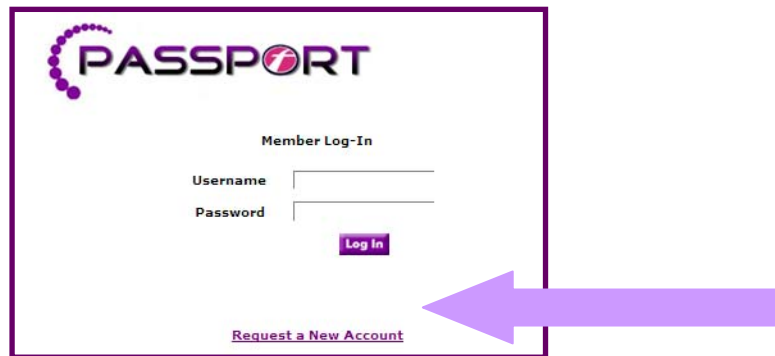 PASSPORT
Member Log-In
Username
Password
Log In
Request a New Account